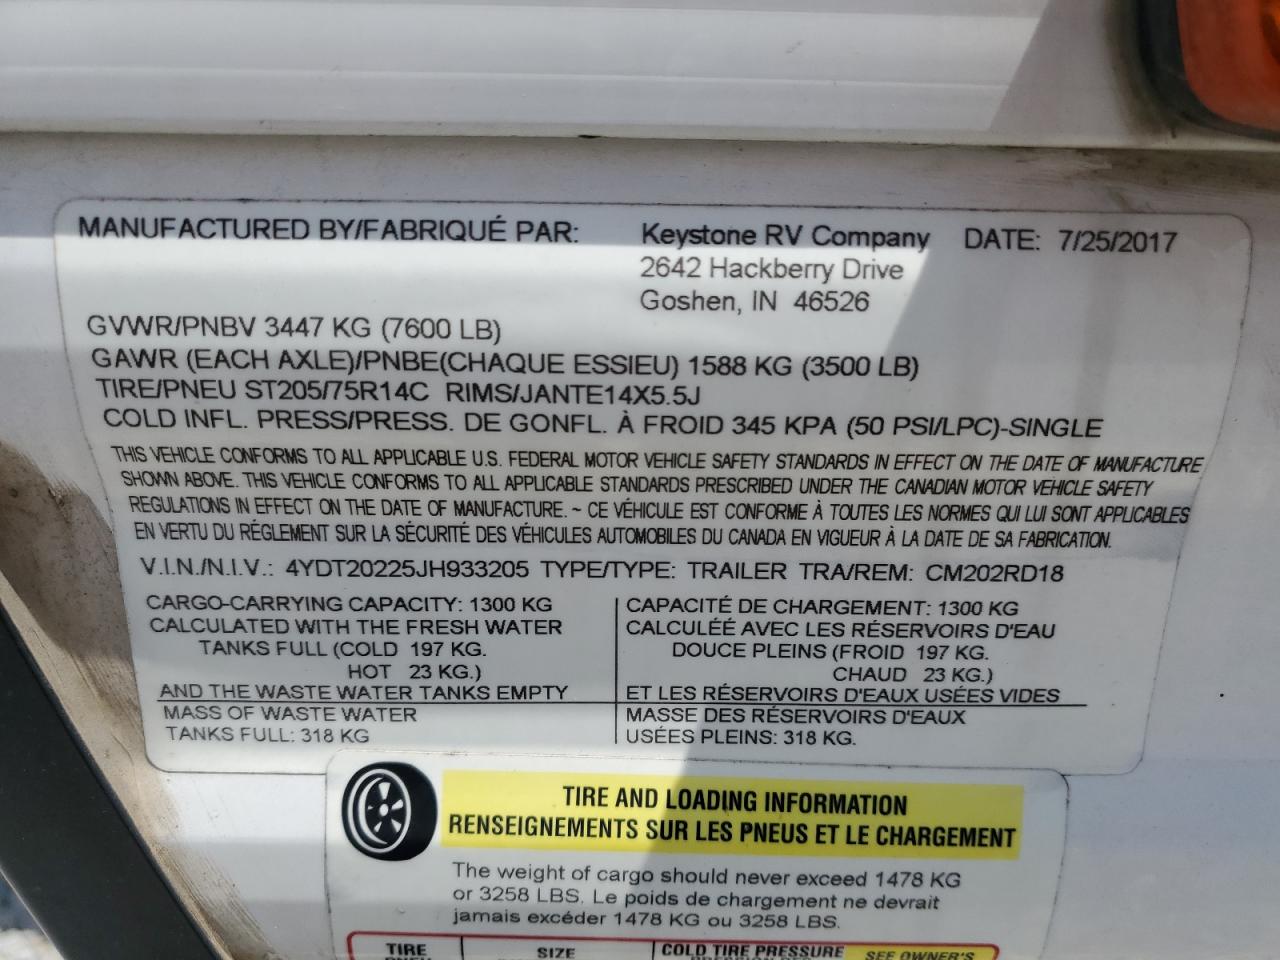 MANUFACTURED BY/FABRIQUÉ PAR: Keystone RV Company DATE: 7/25/2017
2642 Hackberry Drive
Goshen, IN 46526
GVWR/PNBV 3447 KG (7600 LB)
GAWR (EACH AXLE)/PNBE(CHAQUE ESSIEU) 1588 KG (3500 LB)
TIRE/PNEU ST205/75R14C RIMS/JANTE14X5.5J
COLD INFL. PRESS/PRESS. DE GONFL. À FROID 345 KPA (50 PSI/LPC)-SINGLE
THIS VEHICLE CONFORMS TO ALL APPLICABLE U.S. FEDERAL MOTOR VEHICLE SAFETY STANDARDS IN EFFECT ON THE DATE OF MANUFACTURE
SHOWN ABOVE. THIS VEHICLE CONFORMS TO ALL APPLICABLE STANDARDS PRESCRIBED UNDER THE CANADIAN MOTOR VEHICLE SAFETY
REGULATIONS IN EFFECT ON THE DATE OF MANUFACTURE. ~ CE VÉHICULE EST CONFORME À TOUTES LES NORMES QUI LUI SONT APPLICABLES
EN VERTU DU RÉGLEMENT SUR LA SÉCURITÉ DES VÉHICULES AUTOMOBILES DU CANADA EN VIGUEUR À LA DATE DE SA FABRICATION.
V.I.N./N.I.V.: 4YDT20225JH933205 TYPE/TYPE: TRAILER TRA/REM: CM202RD18
CARGO-CARRYING CAPACITY: 1300 KG
CALCULATED WITH THE FRESH WATER
TANKS FULL (COLD 197 KG.
HOT 23 KG.)
AND THE WASTE WATER TANKS EMPTY
MASS OF WASTE WATER
TANKS FULL: 318 KG
CAPACITÉ DE CHARGEMENT: 1300 KG
CALCULÉE AVEC LES RÉSERVOIRS D'EAU
DOUCE PLEINS (FROID 197 KG.
CHAUD 23 KG.)
ET LES RÉSERVOIRS D'EAUX USÉES VIDES
MASSE DES RÉSERVOIRS D'EAUX
USÉES PLEINS: 318 KG.
TIRE AND LOADING INFORMATION
RENSEIGNEMENTS SUR LES PNEUS ET LE CHARGEMENT
The weight of cargo should never exceed 1478 KG
or 3258 LBS. Le poids de chargement ne devrait
jamais excéder 1478 KG ou 3258 LBS.
TIRE SIZE COLD TIRE PRESSURE SEE OWNER'S